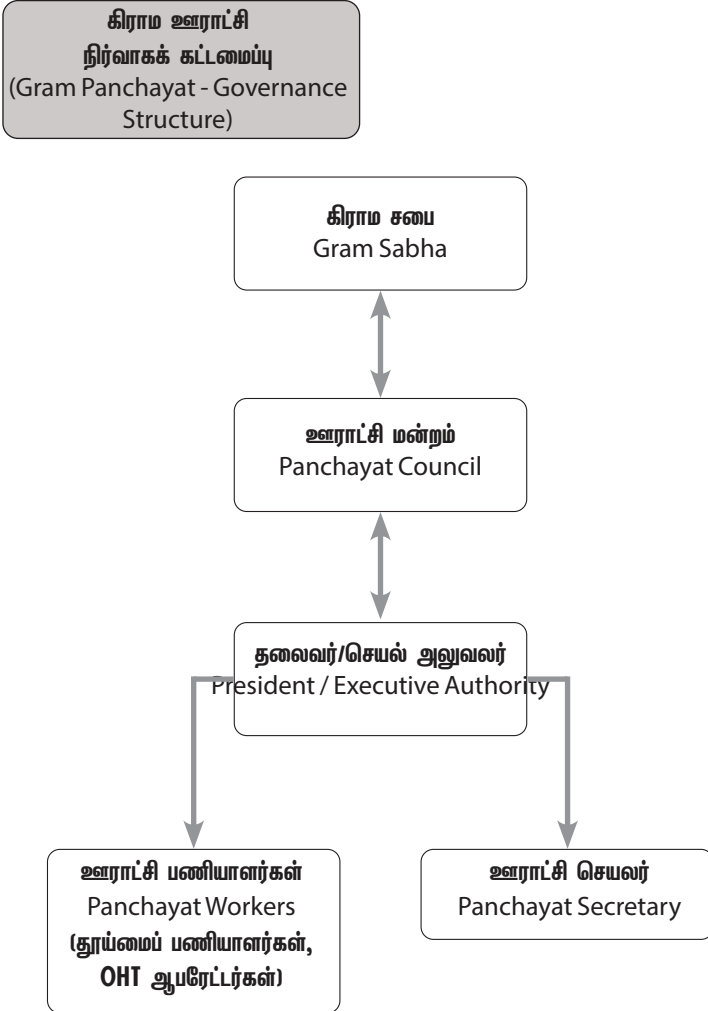 கிராம ஊராட்சி
நிர்வாகக் கட்டமைப்பு
(Gram Panchayat - Governance
Structure)
கிராம சபை
Gram Sabha
ஊராட்சி மன்றம்
Panchayat Council
தலைவர்/செயல் அலுவலர்
President / Executive Authority
ஊராட்சி பணியாளர்கள்
Panchayat Workers
(தூய்மைப் பணியாளர்கள்,
OHT ஆபரேட்டர்கள்)
ஊராட்சி செயலர்
Panchayat Secretary